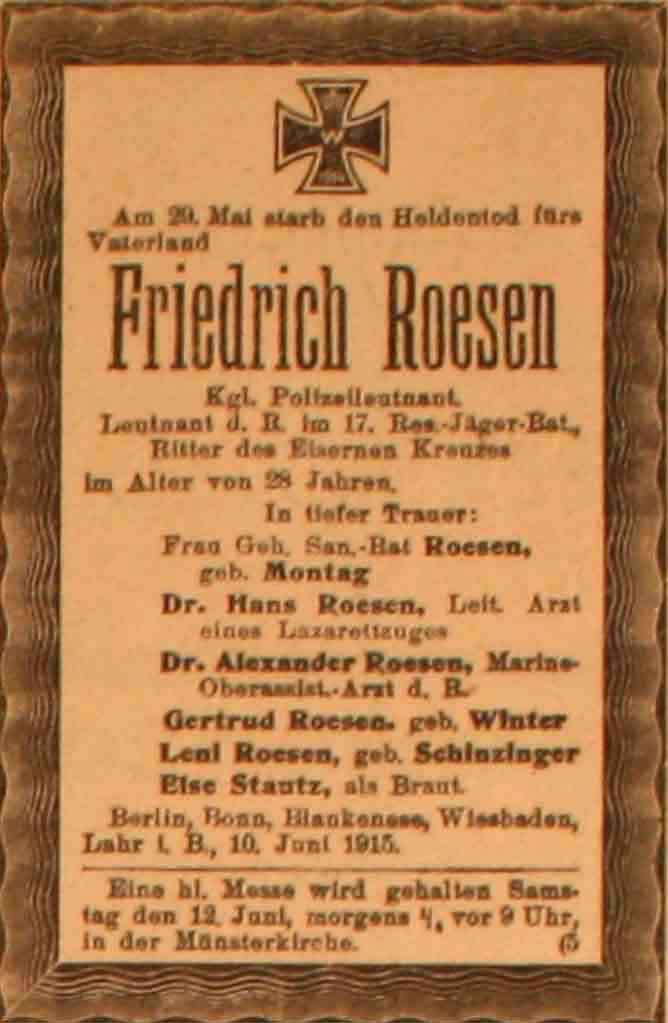 W
Am 29. Mai starb den Heldentod fürs
Vaterland
Friedrich Roesen
Kgl. Polizeileutnant.
Leutnant d. R. im 17. Res.-Jäger-Bat.,
Ritter des Eisernen Kreuzes
im Alter von 28 Jahren.
In tiefer Trauer:
Frau Geh. San.-Rat Roesen,
geb. Montag
Dr. Hans Roesen, Leit. Arzt
eines Lazarettzuges
Dr. Alexander Roesen, Marine-
Oberassist.-Arzt d. R.
Gertrud Roesen. geb. Winter
Leni Roesen, geb. Schinzinger
Else Stautz, als Braut.
Berlin, Bonn, Blankenese, Wiesbaden,
Lahr i. B., 10. Juni 1915.
Eine hl. Messe wird gehalten Sams-
tag den 12. Juni, morgens vor 9 Uhr,
in der Münsterkirche. (5